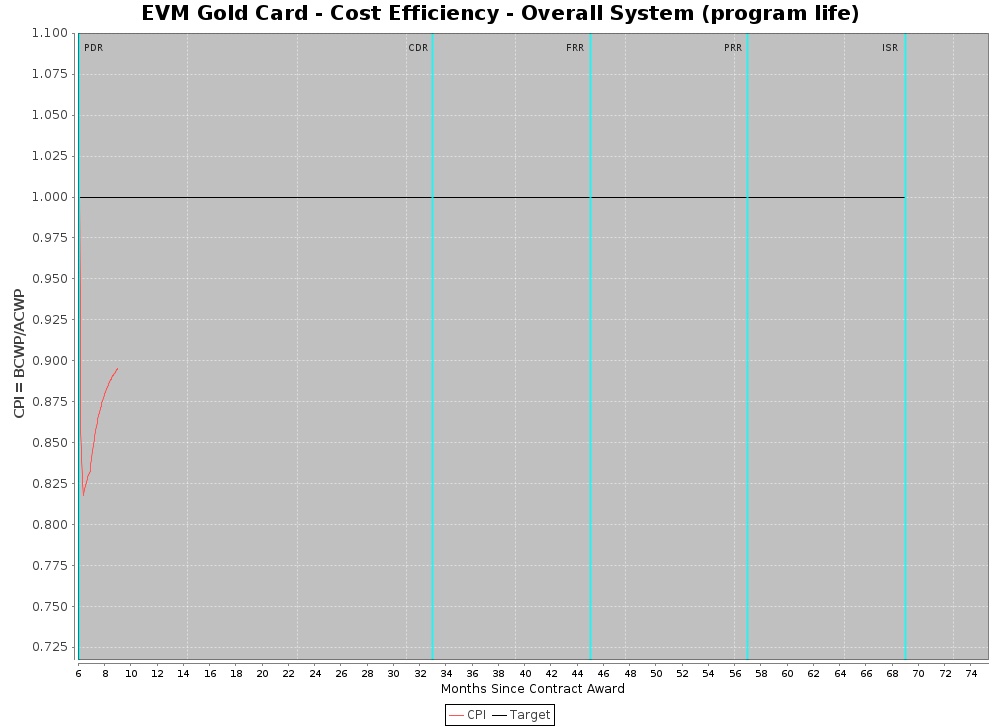 EVM Gold Card - Cost Efficiency - Overall System (program life)
PDR CDR FRR PRR ISR
1.100
1.075
1.050
1.025
1.000
0.975
0.950
0.925
0.900
0.875
0.850
0.825
0.800
0.775
0.750
0.725
CPI = BCWP/ACWP
6 8 10 12 14 16 18 20 22 24 26 28 30 32 34 36 38 40 42 44 46 48 50 52 54 56 58 60 62 64 66 68 70 72 74
Months Since Contract Award
CPI Target